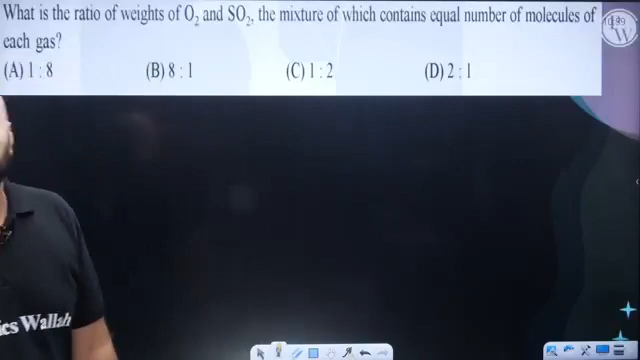 What is the ratio of weights of O₂ and SO₂, the mixture of which contains equal number of molecules of
each gas?
(A) 1 : 8 (B) 8 : 1 (C) 1 : 2 (D) 2 : 1
ics Wallah